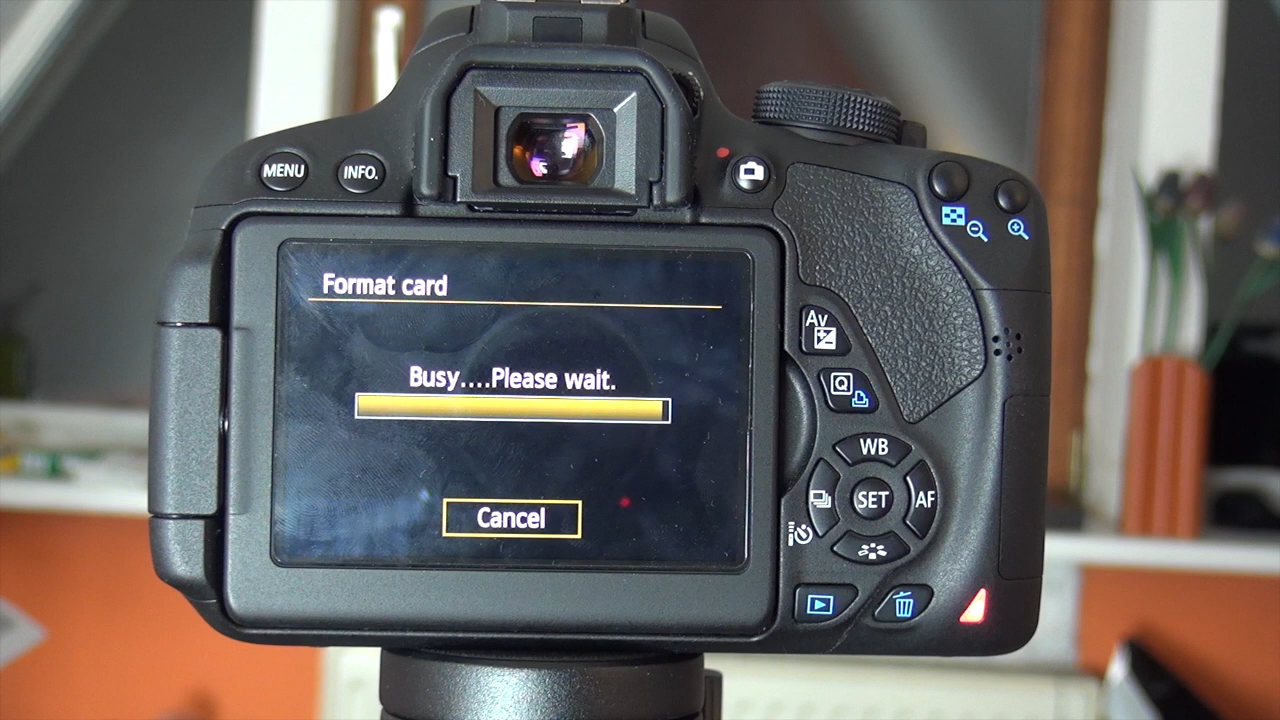 MENU
INFO.
Format card
Busy....Please wait.
Cancel
Av
Q
WB
SET
AF